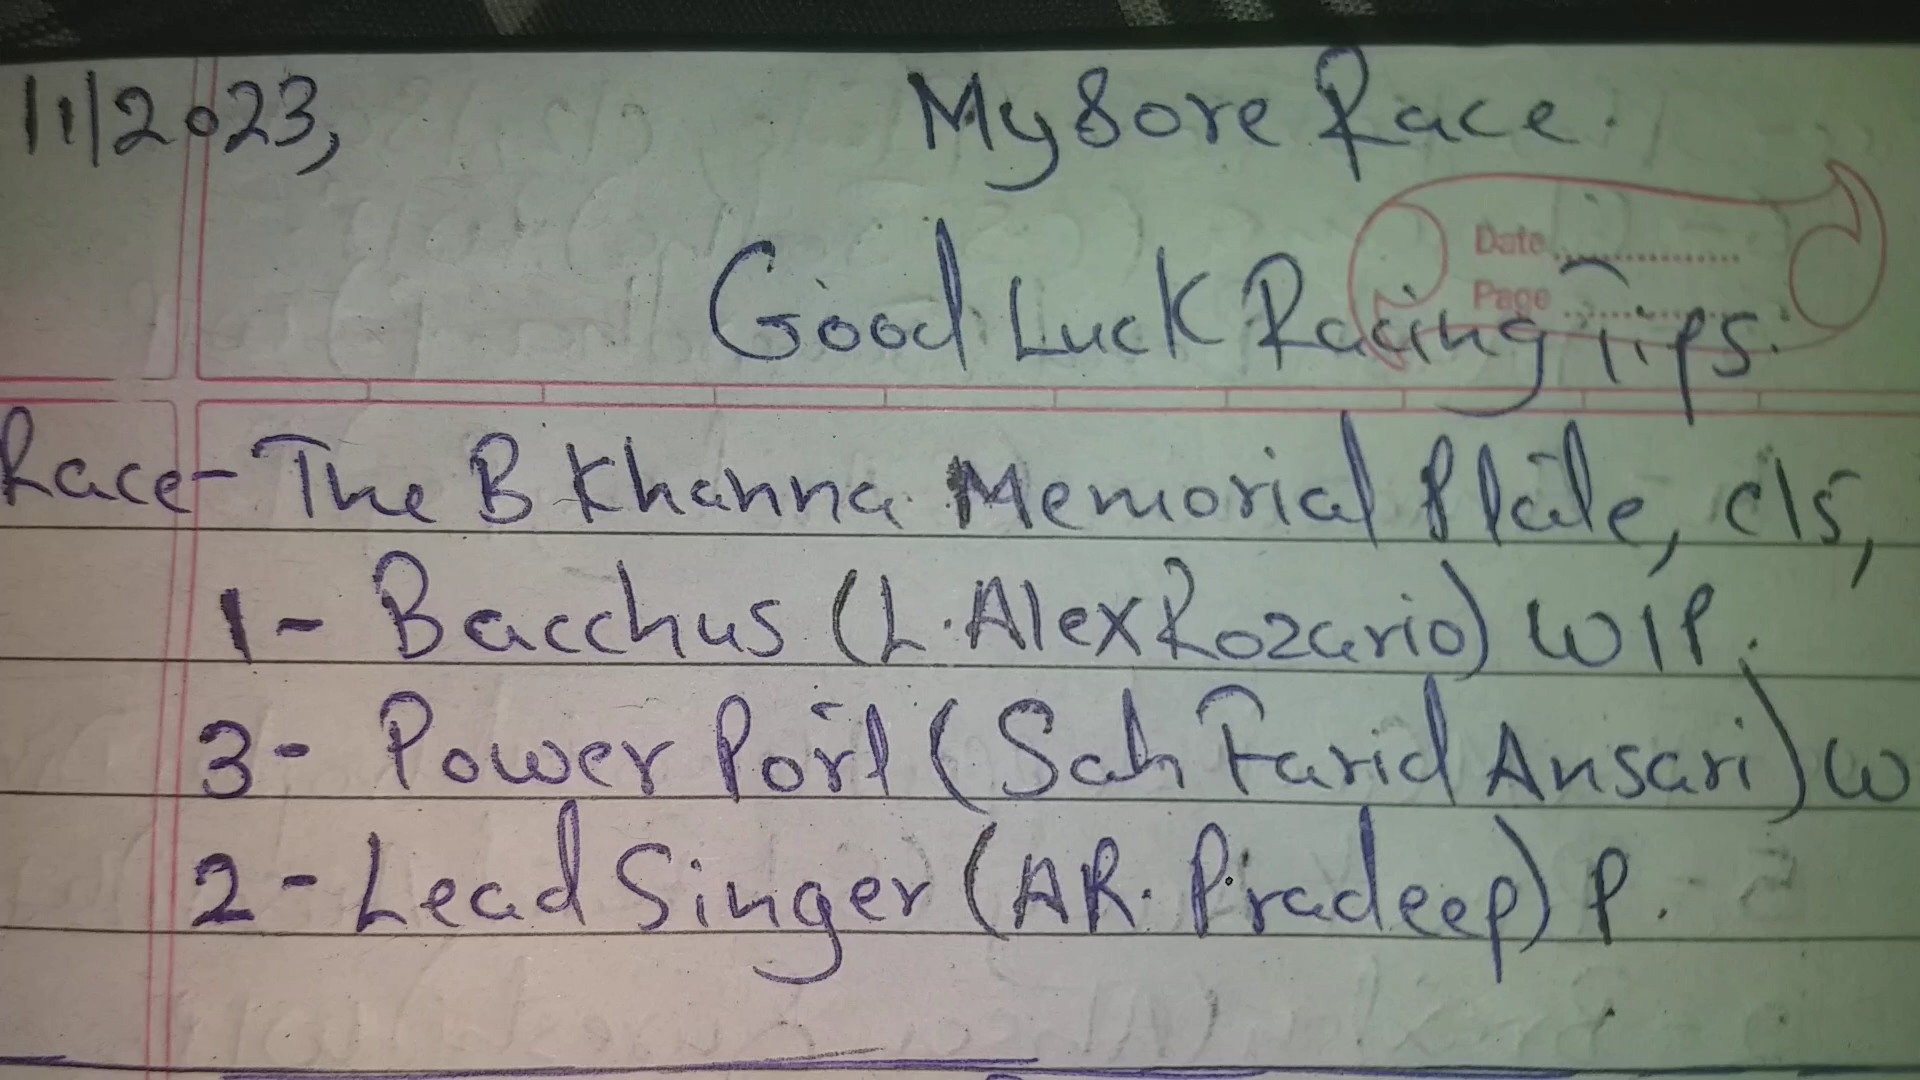 11/2023, Mysore Race.
Date
Page
Good Luck Racing Tips.
Race- The B Khanna Memorial Plate, cls,
1- Bacchus (L. Alex Rozario) W/P.
3- Power Port (Sah Farid Ansari) W
2- Lead Singer (AR. Pradeep) P.